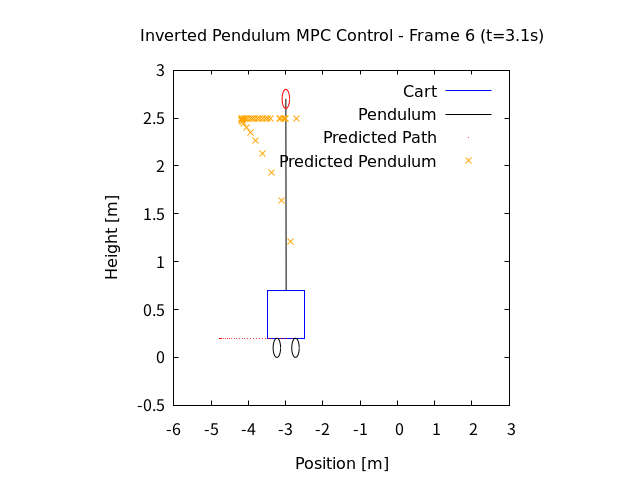 Inverted Pendulum MPC Control - Frame 6 (t=3.1s)
3
2.5
2
1.5
1
0.5
0
-0.5
Height [m]
Cart
Pendulum
Predicted Path
Predicted Pendulum
-6 -5 -4 -3 -2 -1 0 1 2 3
Position [m]